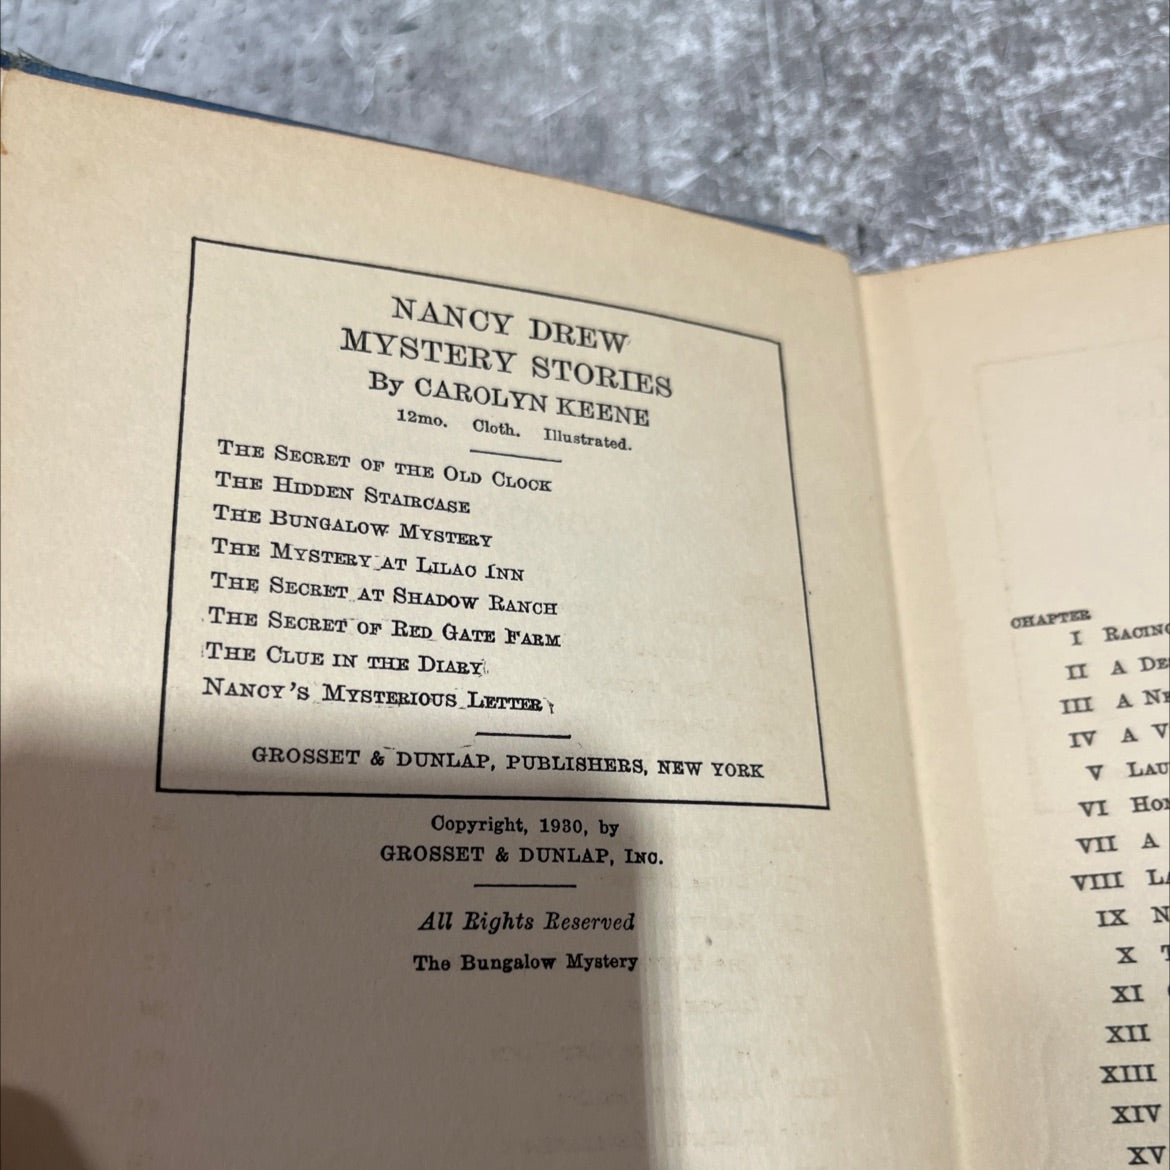 NANCY DREW
MYSTERY STORIES
By CAROLYN KEENE
12mo. Cloth. Illustrated.
THE SECRET OF THE OLD CLOCK
THE HIDDEN STAIRCASE
THE BUNGALOW MYSTERY
THE MYSTERY AT LILAC INN
THE SECRET AT SHADOW RANCH
THE SECRET OF RED GATE FARM
THE CLUE IN THE DIARY
NANCY'S MYSTERIOUS LETTER
GROSSET & DUNLAP, PUBLISHERS, NEW YORK
Copyright, 1930, by
GROSSET & DUNLAP, INC.
All Rights Reserved
The Bungalow Mystery
CHAPTER
I RACING
II A
III A
IV A
V
VI
VII A
VIII
IX
X
XI
XII
XIII
XIV
XV